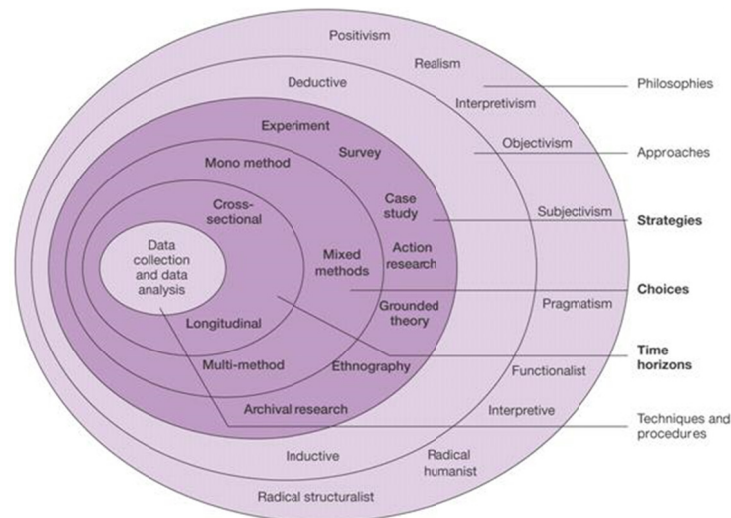 Positivism
Realism
Philosophies
Deductive
Interpretivism
Experiment
Objectivism
Survey
Approaches
Mono method
Case
study
Cross-
sectional
Subjectivism
Strategies
Data
collection
and data
analysis
Mixed
methods
Action
research
Choices
Grounded
theory
Pragmatism
Longitudinal
Time
horizons
Multi-method
Ethnography
Functionalist
Archival research
Interpretive
Techniques and
procedures
Inductive
Radical
humanist
Radical structuralist